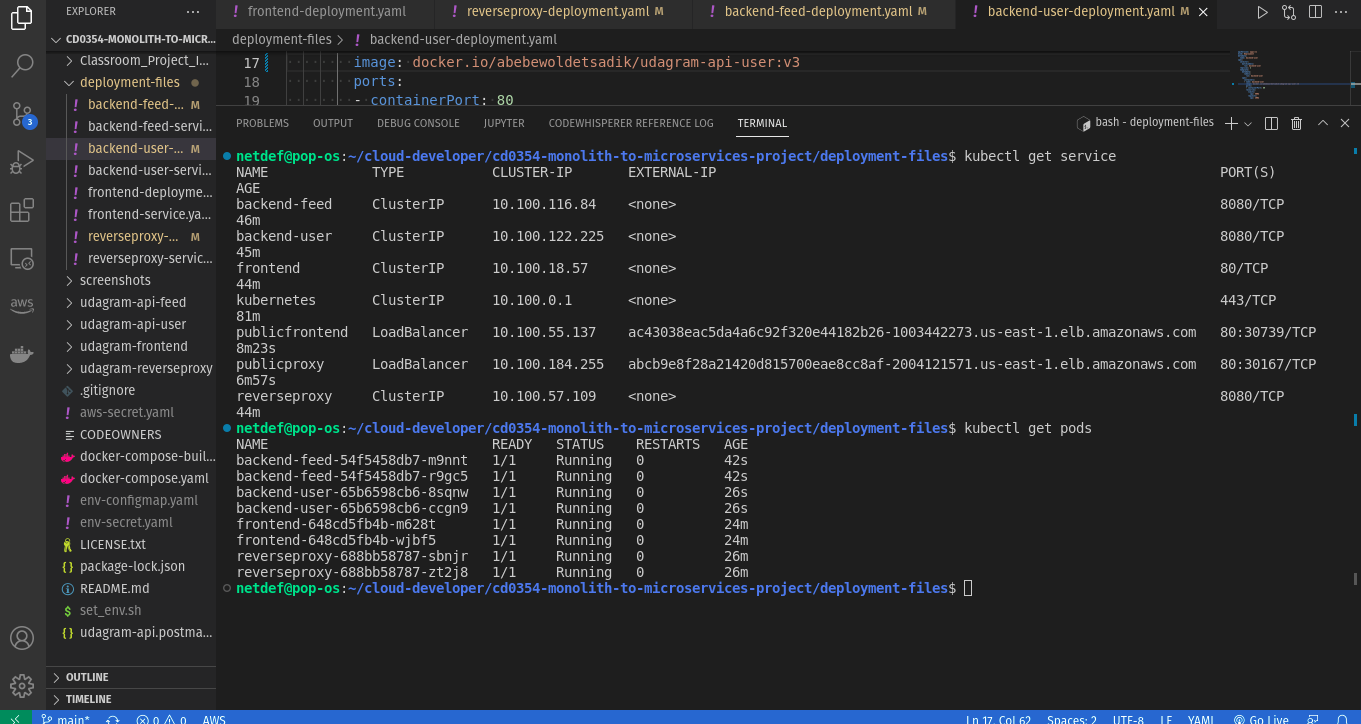 EXPLORER ...
frontend-deployment.yaml
reverseproxy-deployment.yaml M
backend-feed-deployment.yaml M
backend-user-deployment.yaml M
CD0354-MONOLITH-TO-MICR...
Classroom_Project_I...
deployment-files
backend-feed-... M
backend-feed-servi...
backend-user-... M
backend-user-servi...
frontend-deployme...
frontend-service.ya...
reverseproxy-... M
reverseproxy-servic...
screenshots
udagram-api-feed
udagram-api-user
udagram-frontend
udagram-reverseproxy
.gitignore
aws-secret.yaml
CODEOWNERS
docker-compose-buil...
docker-compose.yaml
env-configmap.yaml
env-secret.yaml
LICENSE.txt
package-lock.json
README.md
set_env.sh
udagram-api.postma...
OUTLINE
TIMELINE
3
aws
deployment-files > ! backend-user-deployment.yaml
17 image: docker.io/abebewoldetsadik/udagram-api-user:v3
18 ports:
19 - containerPort: 80
PROBLEMS OUTPUT DEBUG CONSOLE JUPYTER CODEWHISPERER REFERENCE LOG TERMINAL
bash - deployment-files
netdef@pop-os:~/cloud-developer/cd0354-monolith-to-microservices-project/deployment-files$ kubectl get service
NAME TYPE CLUSTER-IP EXTERNAL-IP PORT(S)
AGE
backend-feed ClusterIP 10.100.116.84 <none> 8080/TCP
46m
backend-user ClusterIP 10.100.122.225 <none> 8080/TCP
45m
frontend ClusterIP 10.100.18.57 <none> 80/TCP
44m
kubernetes ClusterIP 10.100.0.1 <none> 443/TCP
81m
publicfrontend LoadBalancer 10.100.55.137 ac43038eac5da4a6c92f320e44182b26-1003442273.us-east-1.elb.amazonaws.com 80:30739/TCP
8m23s
publicproxy LoadBalancer 10.100.184.255 abcb9e8f28a21420d815700eae8cc8af-2004121571.us-east-1.elb.amazonaws.com 80:30167/TCP
6m57s
reverseproxy ClusterIP 10.100.57.109 <none> 8080/TCP
44m
netdef@pop-os:~/cloud-developer/cd0354-monolith-to-microservices-project/deployment-files$ kubectl get pods
NAME READY STATUS RESTARTS AGE
backend-feed-54f5458db7-m9nnt 1/1 Running 0 42s
backend-feed-54f5458db7-r9gc5 1/1 Running 0 42s
backend-user-65b6598cb6-8sqnw 1/1 Running 0 26s
backend-user-65b6598cb6-ccgn9 1/1 Running 0 26s
frontend-648cd5fb4b-m628t 1/1 Running 0 24m
frontend-648cd5fb4b-wjbf5 1/1 Running 0 24m
reverseproxy-688bb58787-sbnjr 1/1 Running 0 26m
reverseproxy-688bb58787-zt2j8 1/1 Running 0 26m
netdef@pop-os:~/cloud-developer/cd0354-monolith-to-microservices-project/deployment-files$
main* 0 0 AWS Ln 17, Col 62 Spaces: 2 UTF-8 LF YAML Go Live